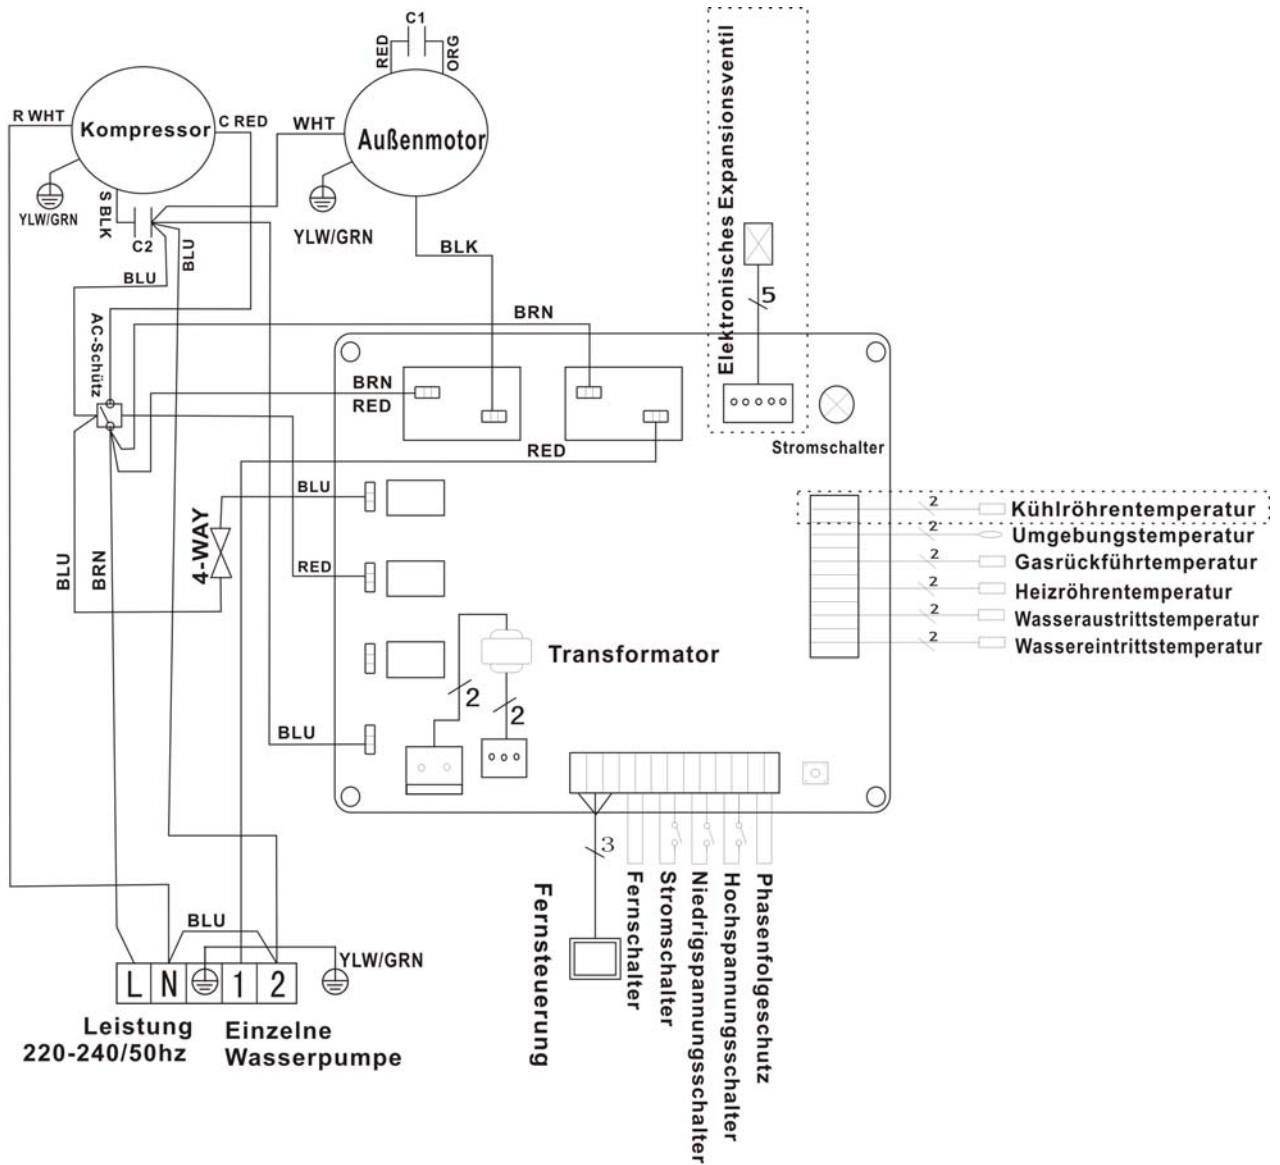 C1
RED
ORG
R WHT
Kompressor
C RED
WHT
Außenmotor
Elektronisches Expansionsventil
YLW/GRN
S BLK
C2
BLU
YLW/GRN
BLK
BLU
5
AC-Schütz
BRN
BRN
RED
Stromschalter
RED
BLU
4-WAY
RED
BLU
BRN
2
Kühlröhrentemperatur
2
Umgebungstemperatur
2
Gasrückführtemperatur
2
Heizröhrentemperatur
2
Wasseraustrittstemperatur
2
Wassereintrittstemperatur
Transformator
2
2
BLU
3
Fernsteuerung
Fernschalter
Stromschalter
Niedrigspannungsschalter
Hochspannungsschalter
Phasenfolgeschutz
BLU
YLW/GRN
L N 1 2
Leistung
220-240/50hz
Einzelne
Wasserpumpe